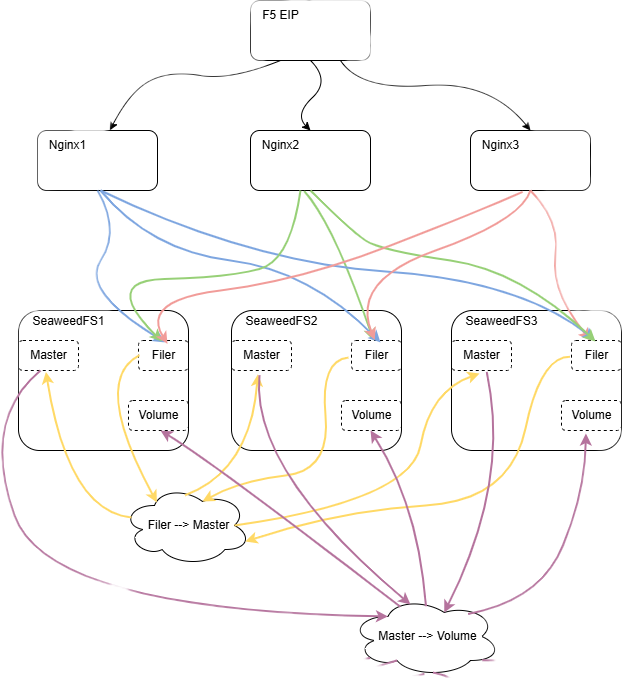 F5 EIP
Nginx1
Nginx2
Nginx3
SeaweedFS1
SeaweedFS2
SeaweedFS3
Master
Filer
Master
Filer
Master
Filer
Volume
Volume
Volume
Filer --> Master
Master --> Volume